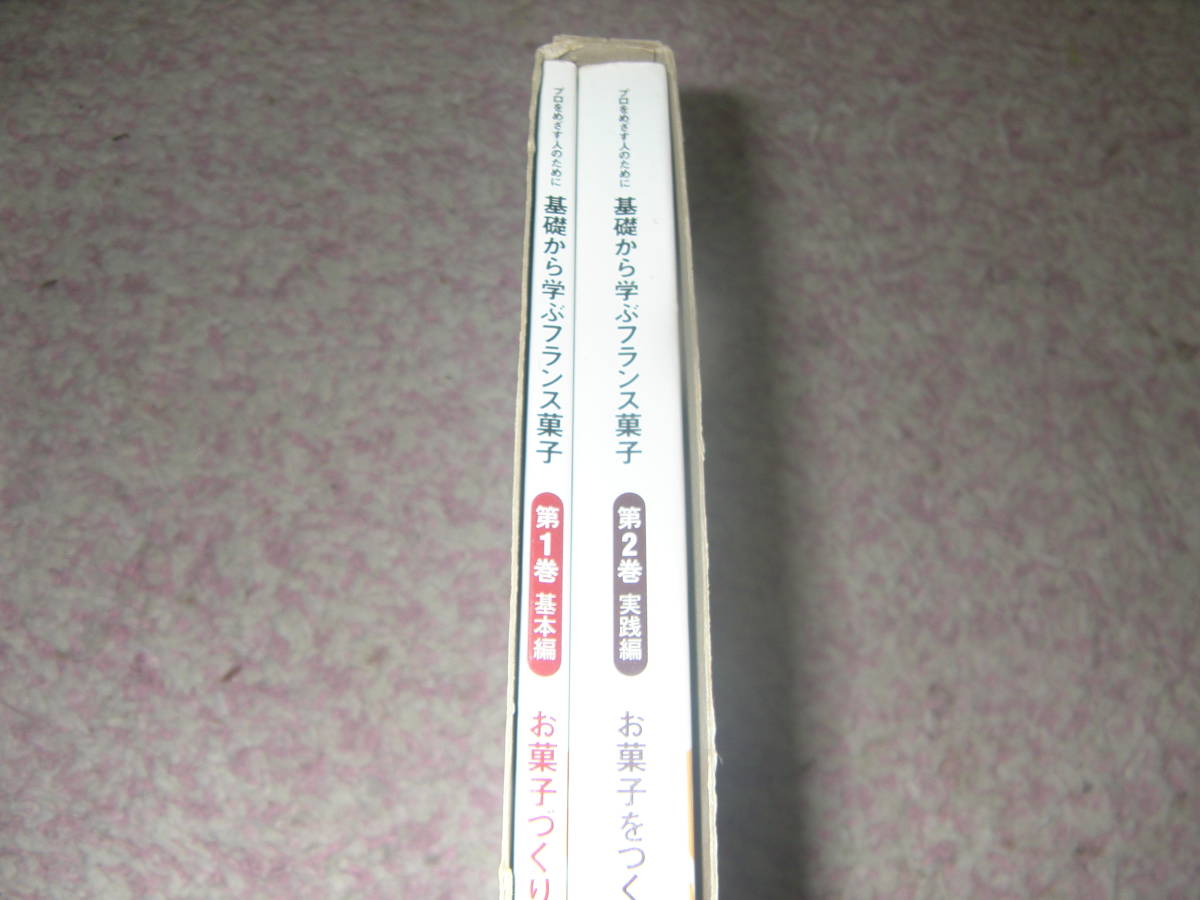 プロをめざす人のために 基礎から学ぶフランス菓子 第1巻 基本編 お菓子づくり
プロをめざす人のために 基礎から学ぶフランス菓子 第2巻 実践編 お菓子をつく